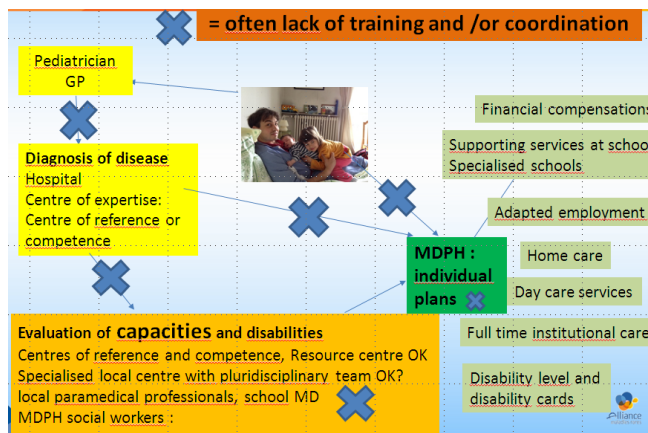 = often lack of training and /or coordination
Pediatrician
GP
Diagnosis of disease
Hospital
Centre of expertise:
Centre of reference or
competence
Financial compensations
Supporting services at schoo
Specialised schools
Adapted employment
MDPH :
individual
plans
Home care
Day care services
Evaluation of capacities and disabilities
Centres of reference and competence, Resource centre OK
Specialised local centre with pluridisciplinary team OK?
local paramedical professionals, school MD
MDPH social workers :
Full time institutional care
Disability level and
disability cards
Alliance